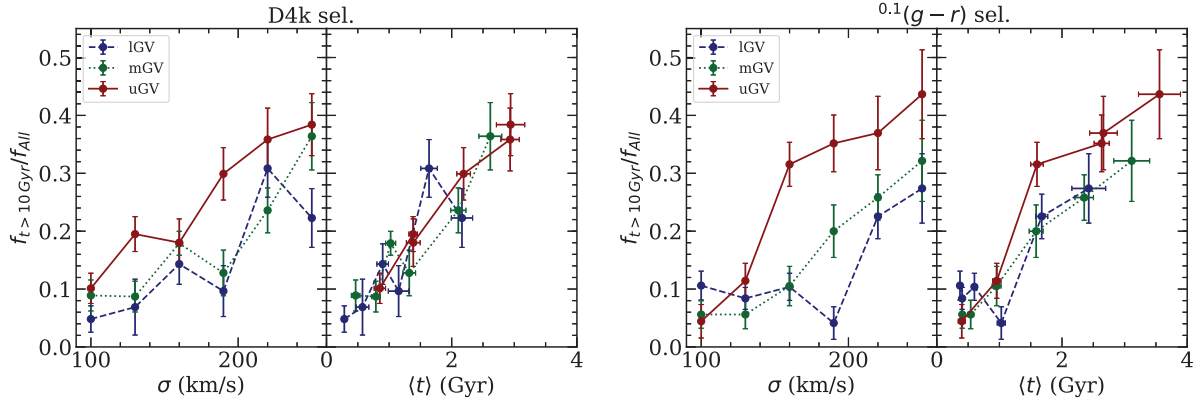 D4k sel.
f_{t>10 Gyr}/f_{All}
0.5
0.4
0.3
0.2
0.1
0.0
lGV
mGV
uGV
100 200 0 2 4
σ (km/s) ⟨t⟩ (Gyr)
^{0.1}(g − r) sel.
f_{t>10 Gyr}/f_{All}
0.5
0.4
0.3
0.2
0.1
0.0
lGV
mGV
uGV
100 200 0 2 4
σ (km/s) ⟨t⟩ (Gyr)